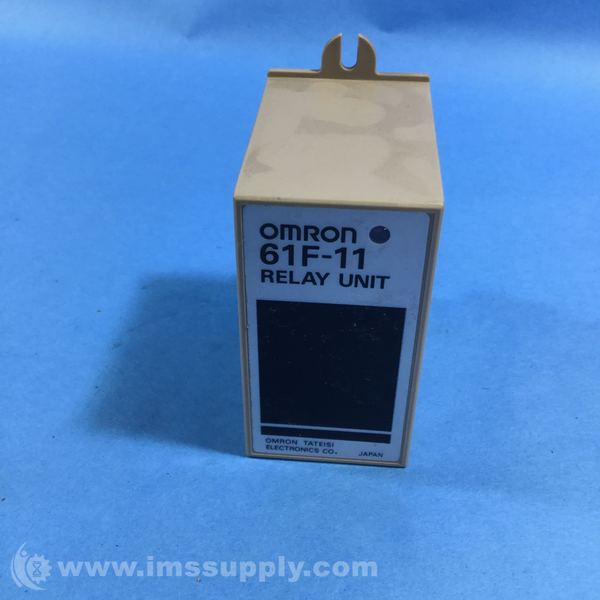 OMRON
61F-11
RELAY UNIT
OMRON TATEISI
ELECTRONICS CO. JAPAN
www.imssupply.com